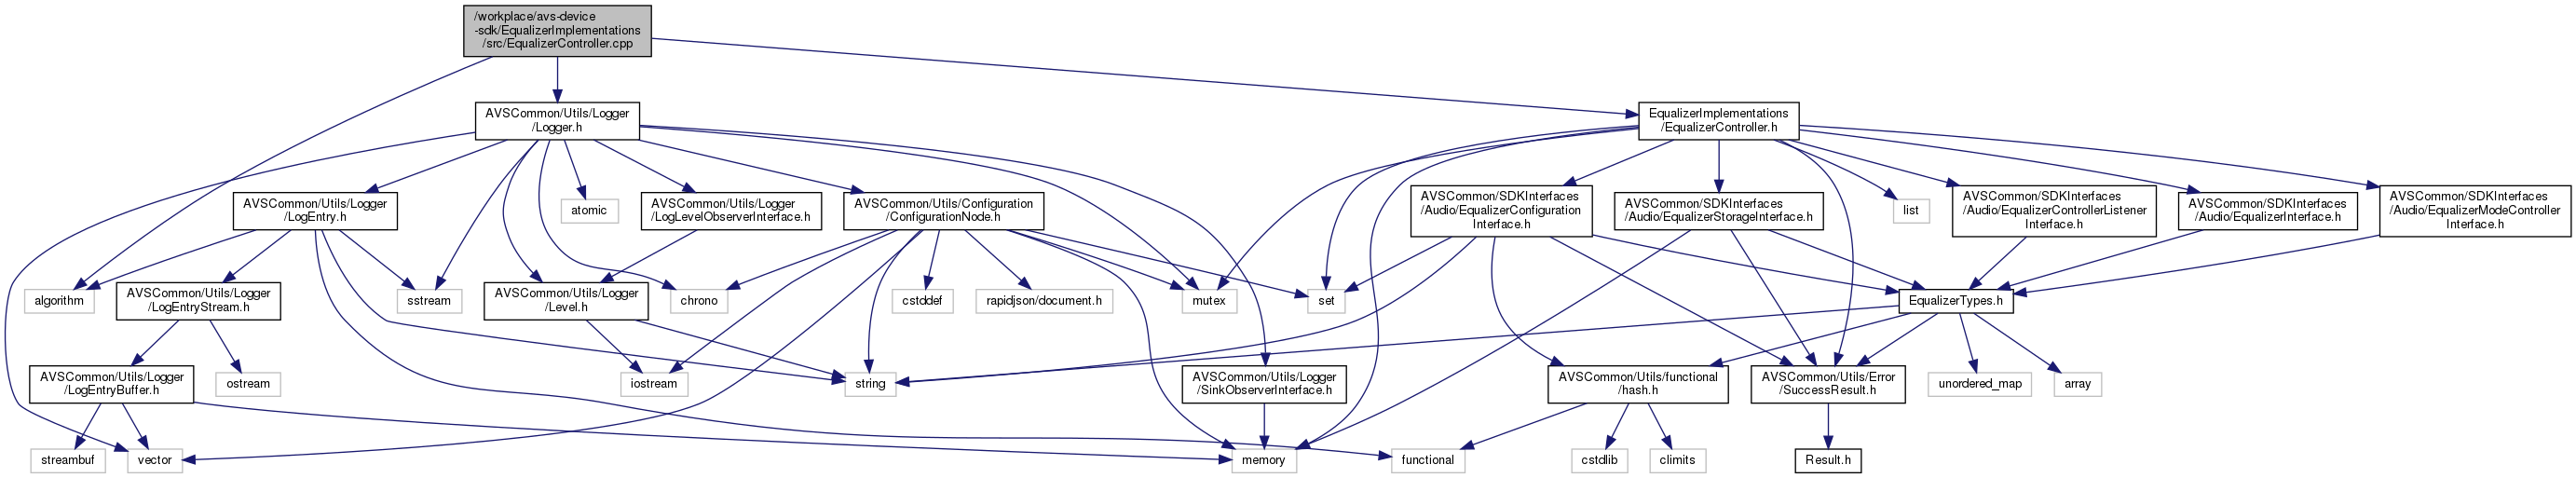 /workplace/avs-device
-sdk/EqualizerImplementations
/src/EqualizerController.cpp
AVSCommon/Utils/Logger
/Logger.h
EqualizerImplementations
/EqualizerController.h
AVSCommon/Utils/Logger
/LogEntry.h
atomic
AVSCommon/Utils/Logger
/LogLevelObserverInterface.h
AVSCommon/Utils/Configuration
/ConfigurationNode.h
AVSCommon/SDKInterfaces
/Audio/EqualizerConfiguration
Interface.h
AVSCommon/SDKInterfaces
/Audio/EqualizerStorageInterface.h
list
AVSCommon/SDKInterfaces
/Audio/EqualizerControllerListener
Interface.h
AVSCommon/SDKInterfaces
/Audio/EqualizerInterface.h
AVSCommon/SDKInterfaces
/Audio/EqualizerModeController
Interface.h
algorithm
AVSCommon/Utils/Logger
/LogEntryStream.h
sstream
AVSCommon/Utils/Logger
/Level.h
chrono
cstddef
rapidjson/document.h
mutex
set
EqualizerTypes.h
AVSCommon/Utils/Logger
/LogEntryBuffer.h
ostream
iostream
string
AVSCommon/Utils/Logger
/SinkObserverInterface.h
AVSCommon/Utils/functional
/hash.h
AVSCommon/Utils/Error
/SuccessResult.h
unordered_map
array
streambuf
vector
memory
functional
cstdlib
climits
Result.h